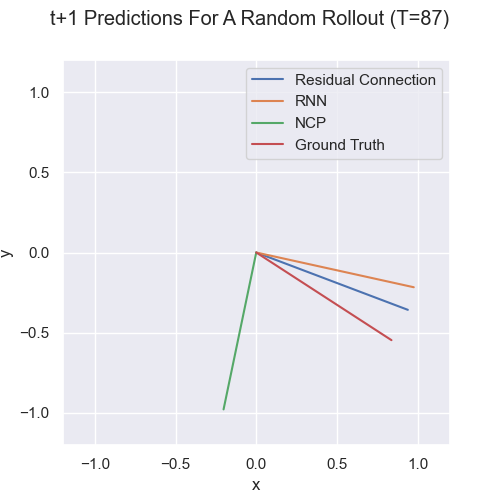 t+1 Predictions For A Random Rollout (T=87)
Residual Connection
RNN
NCP
Ground Truth
1.0
0.5
0.0
−0.5
−1.0
y
−1.0 −0.5 0.0 0.5 1.0
x